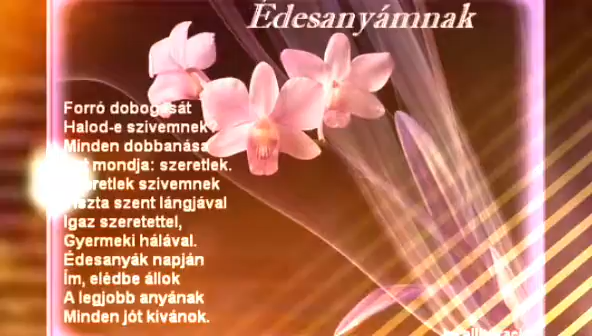 Édesanyámnak
Forró dobogását
Halod-e szivemnek?
Minden dobbanása
mondja: szeretlek.
szivemnek
szent lángjával
Igaz szeretettel,
Gyermeki hálával.
Édesanyák napján
Ím, elédbe állok
A legjobb anyának
Minden jót kívánok.